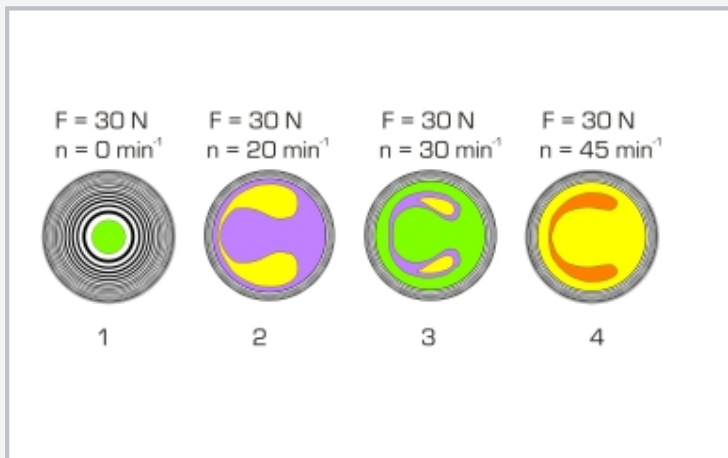 F = 30 N
n = 0 min⁻¹
F = 30 N
n = 20 min⁻¹
F = 30 N
n = 30 min⁻¹
F = 30 N
n = 45 min⁻¹
1
2
3
4